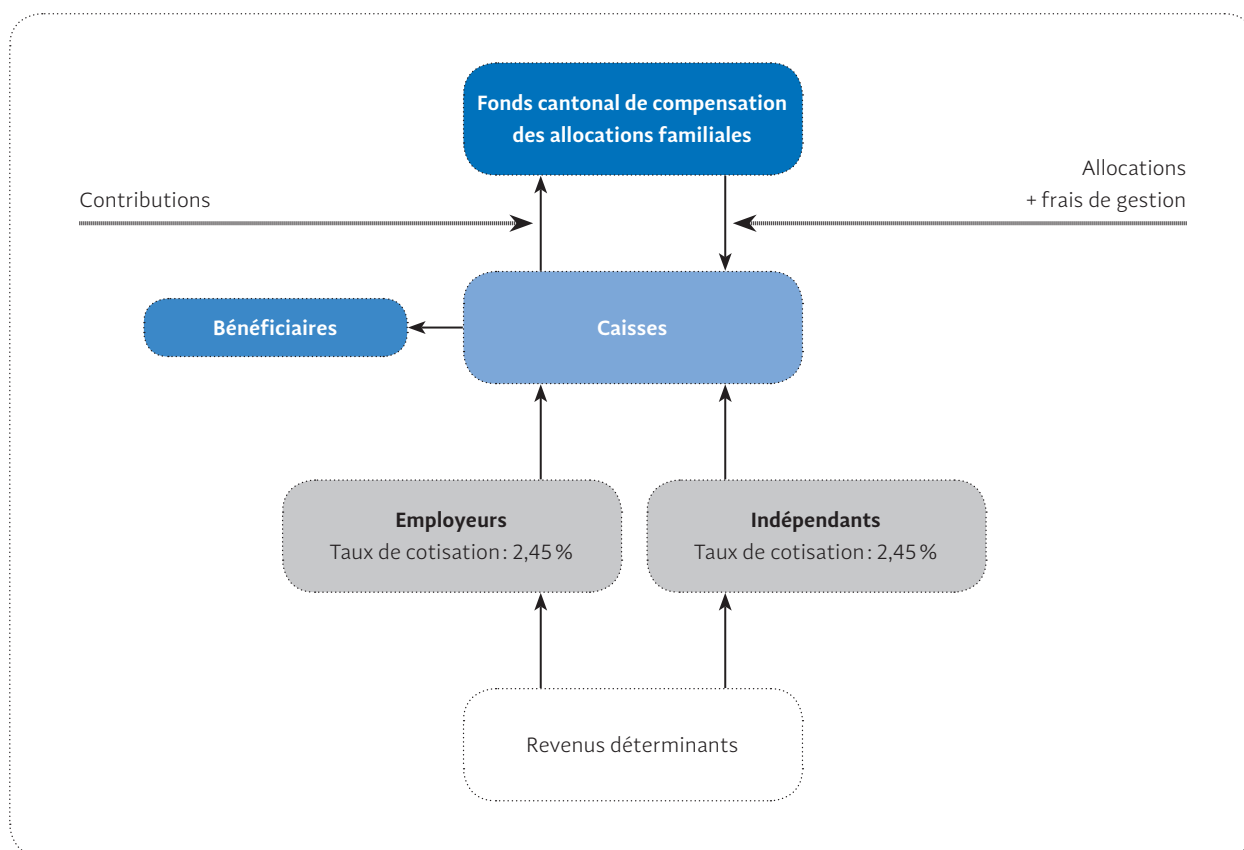 Fonds cantonal de compensation
des allocations familiales
Contributions
Allocations
+ frais de gestion
Bénéficiaires
Caisses
Employeurs
Taux de cotisation : 2,45 %
Indépendants
Taux de cotisation : 2,45 %
Revenus déterminants